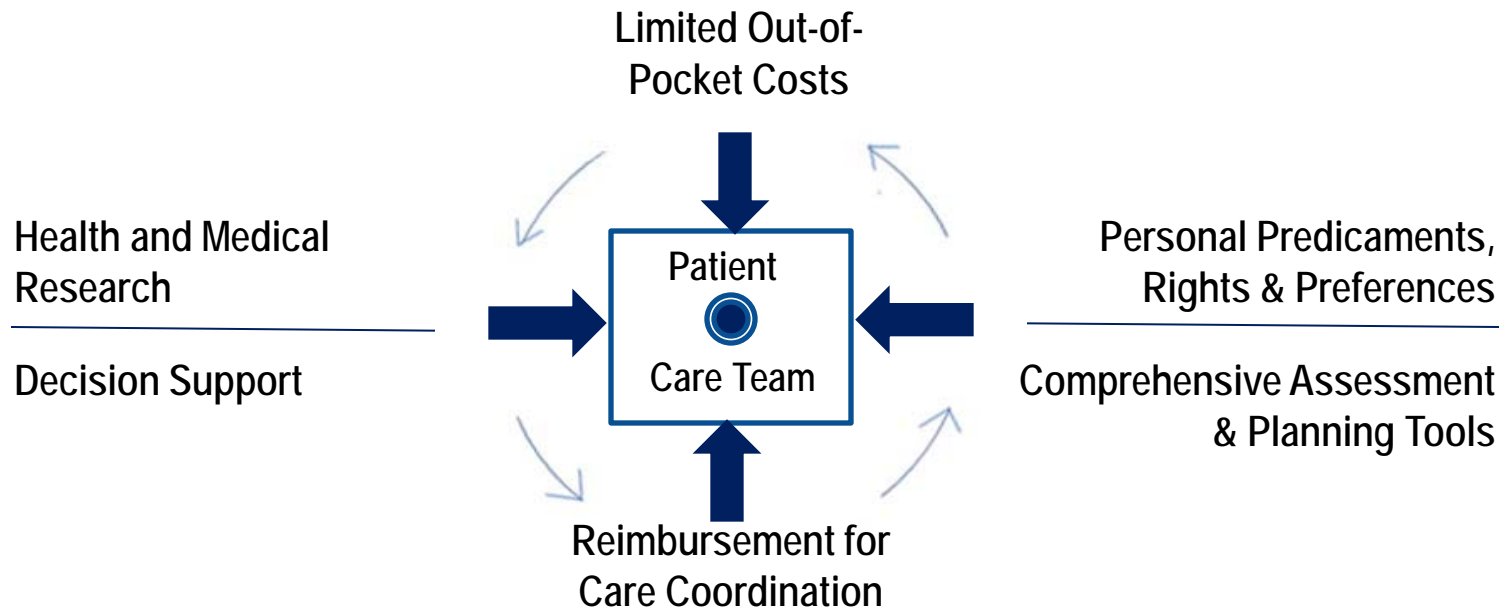 Limited Out-of-
Pocket Costs
Health and Medical
Research
Decision Support
Patient
Care Team
Personal Predicaments,
Rights & Preferences
Comprehensive Assessment
& Planning Tools
Reimbursement for
Care Coordination